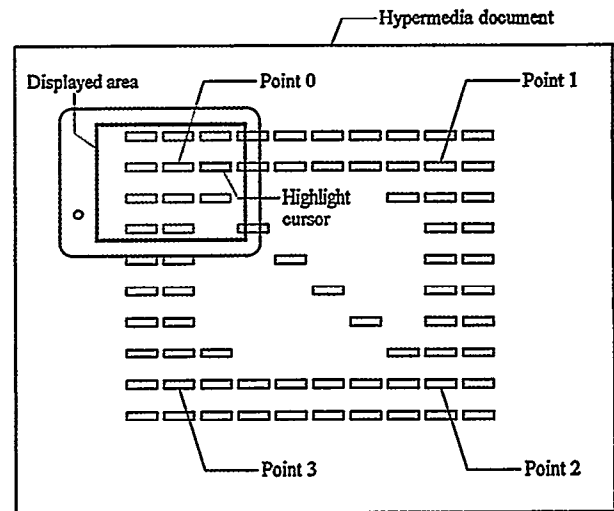 Hypermedia document
Displayed area
Point 0
Point 1
Highlight
cursor
Point 3
Point 2